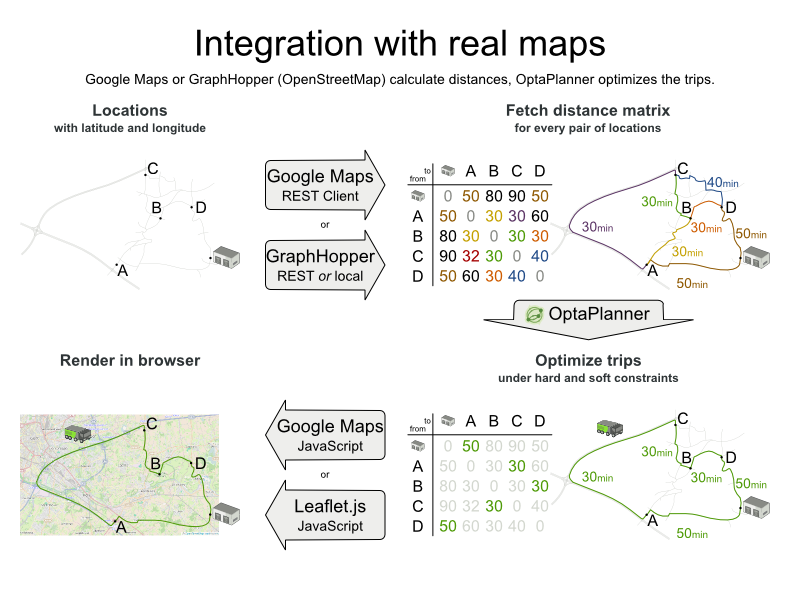 Integration with real maps
Google Maps or GraphHopper (OpenStreetMap) calculate distances, OptaPlanner optimizes the trips.
Locations
with latitude and longitude
C
B
D
A
Google Maps
REST Client
or
GraphHopper
REST or local
Fetch distance matrix
for every pair of locations
to
from
A B C D
0 50 80 90 50
A 50 0 30 30 60
B 80 30 0 30 30
C 90 32 30 0 40
D 50 60 30 40 0
C
40min
30min
B
D
30min
30min
50min
30min
A
50min
OptaPlanner
Render in browser
C
B
D
A
Google Maps
JavaScript
or
Leaflet.js
JavaScript
Optimize trips
under hard and soft constraints
to
from
A B C D
0 50 80 90 50
A 50 0 30 30 60
B 80 30 0 30 30
C 90 32 30 0 40
D 50 60 30 40 0
C
30min
B
D
30min
30min
50min
A
50min